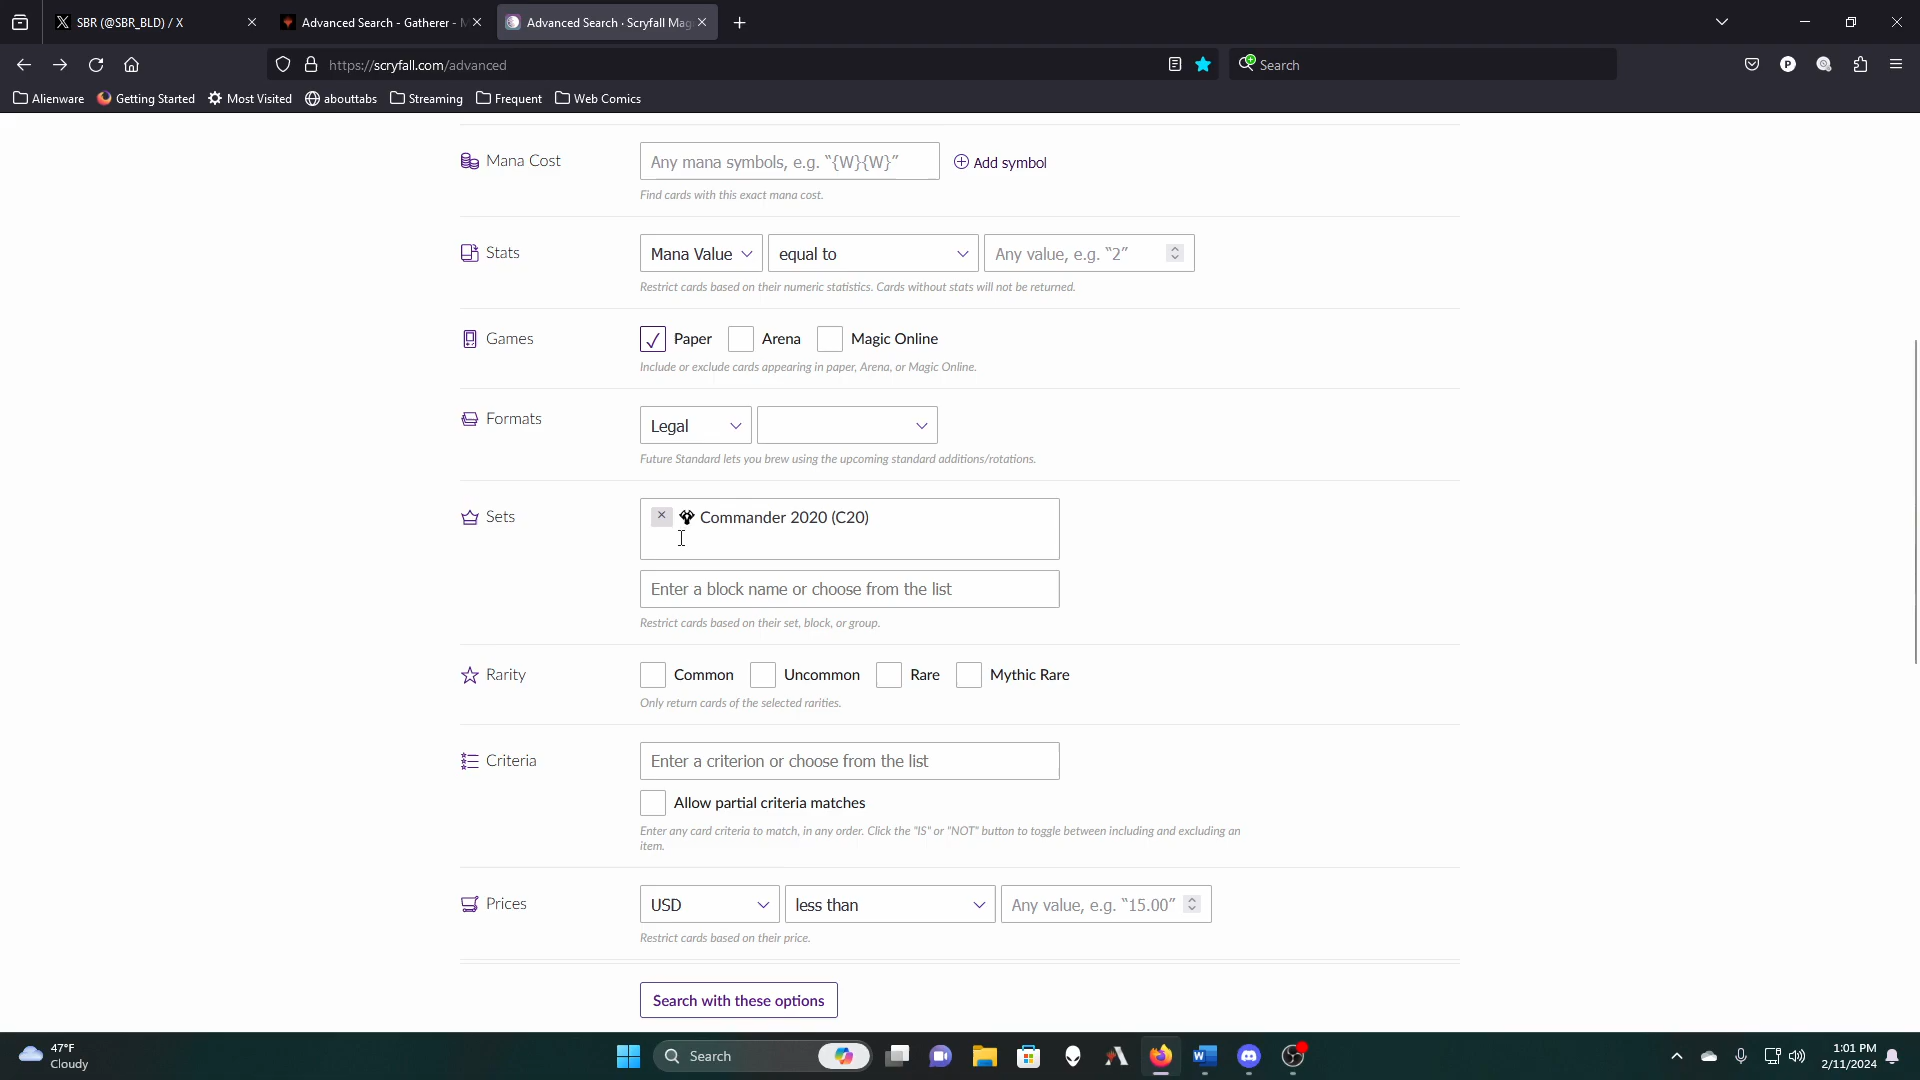 SBR (@SBR_BLD) / X
Advanced Search - Gatherer - M
Advanced Search · Scryfall Mag
https://scryfall.com/advanced
Search
P
Alienware
Getting Started
Most Visited
abouttabs
Streaming
Frequent
Web Comics
Mana Cost
Any mana symbols, e.g. “{W}{W}”
Add symbol
Find cards with this exact mana cost.
Stats
Mana Value
equal to
Any value, e.g. “2”
Restrict cards based on their numeric statistics. Cards without stats will not be returned.
Games
Paper
Arena
Magic Online
Include or exclude cards appearing in paper, Arena, or Magic Online.
Formats
Legal
Future Standard lets you brew using the upcoming standard additions/rotations.
Sets
Commander 2020 (C20)
Enter a block name or choose from the list
Restrict cards based on their set, block, or group.
Rarity
Common
Uncommon
Rare
Mythic Rare
Only return cards of the selected rarities.
Criteria
Enter a criterion or choose from the list
Allow partial criteria matches
Enter any card criteria to match, in any order. Click the "IS" or "NOT" button to toggle between including and excluding an
item.
Prices
USD
less than
Any value, e.g. “15.00”
Restrict cards based on their price.
Search with these options
47°F
Cloudy
Search
1:01 PM
2/11/2024